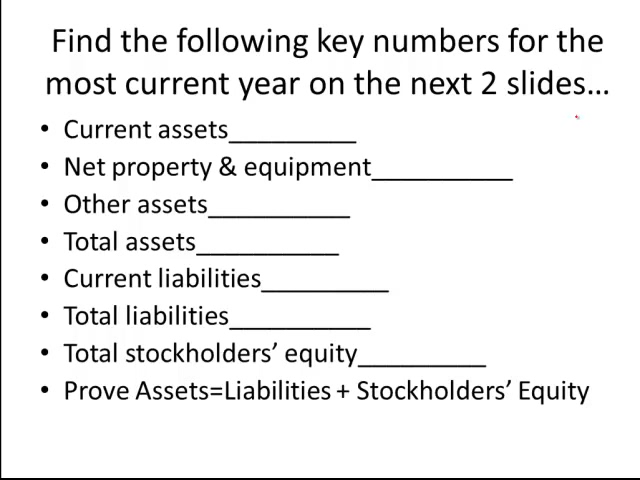 Find the following key numbers for the
most current year on the next 2 slides…
• Current assets_________
• Net property & equipment__________
• Other assets__________
• Total assets__________
• Current liabilities_________
• Total liabilities__________
• Total stockholders’ equity_________
• Prove Assets=Liabilities + Stockholders’ Equity